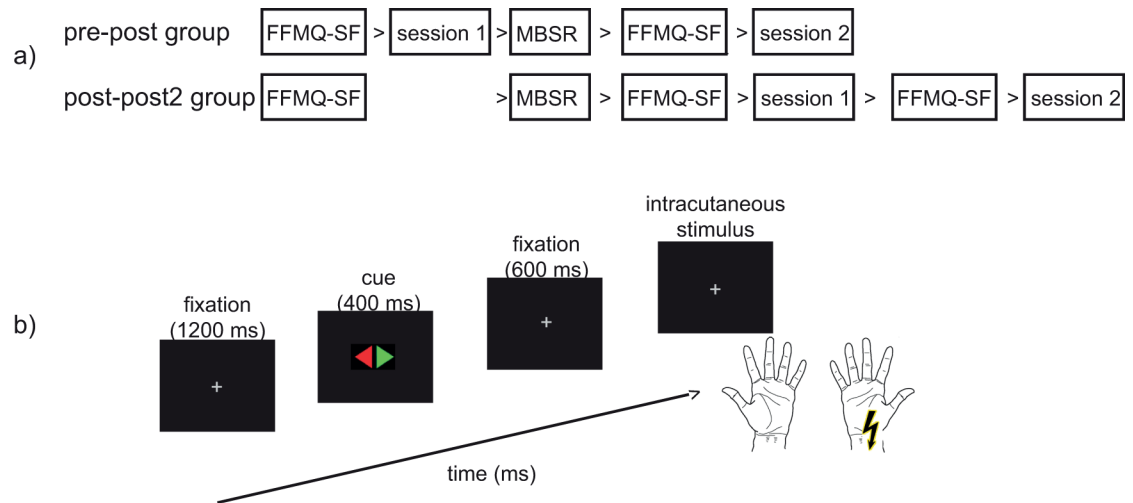 a)
pre-post group FFMQ-SF > session 1 > MBSR > FFMQ-SF > session 2
post-post2 group FFMQ-SF > MBSR > FFMQ-SF > session 1 > FFMQ-SF > session 2
b)
fixation
(1200 ms)
cue
(400 ms)
fixation
(600 ms)
intracutaneous
stimulus
time (ms)